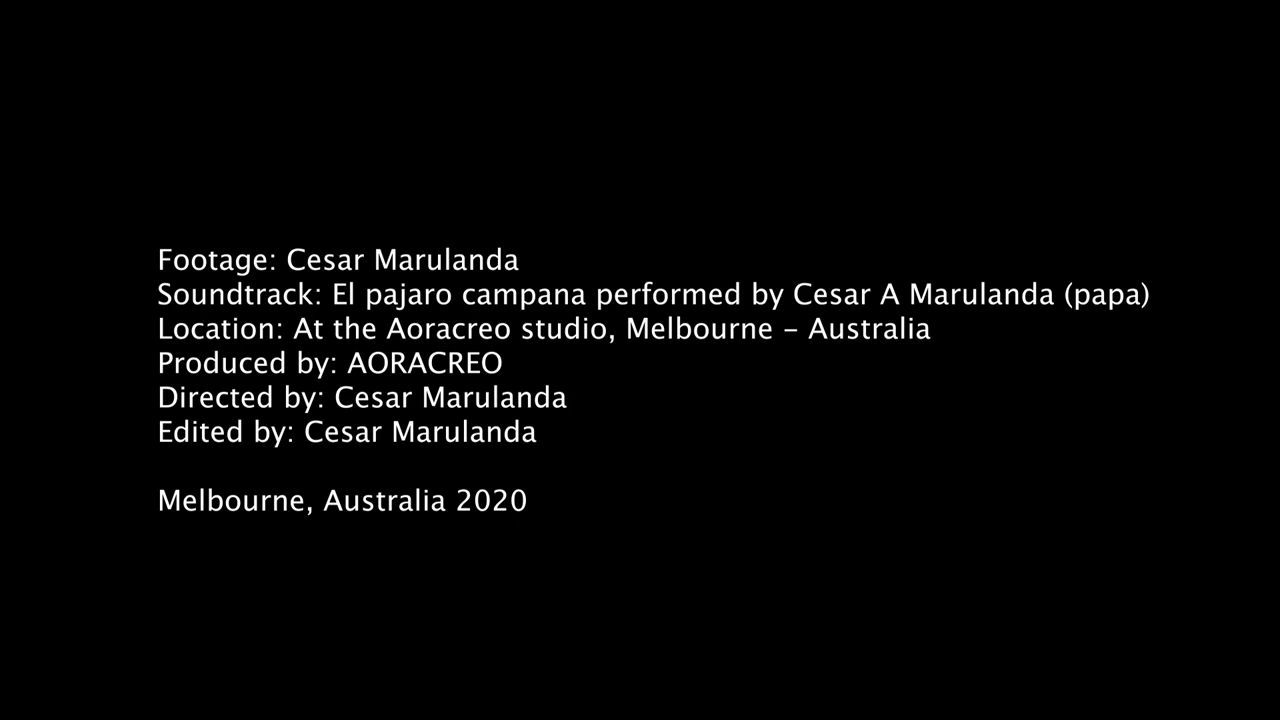 Footage: Cesar Marulanda
Soundtrack: El pajaro campana performed by Cesar A Marulanda (papa)
Location: At the Aoracreo studio, Melbourne – Australia
Produced by: AORACREO
Directed by: Cesar Marulanda
Edited by: Cesar Marulanda
Melbourne, Australia 2020